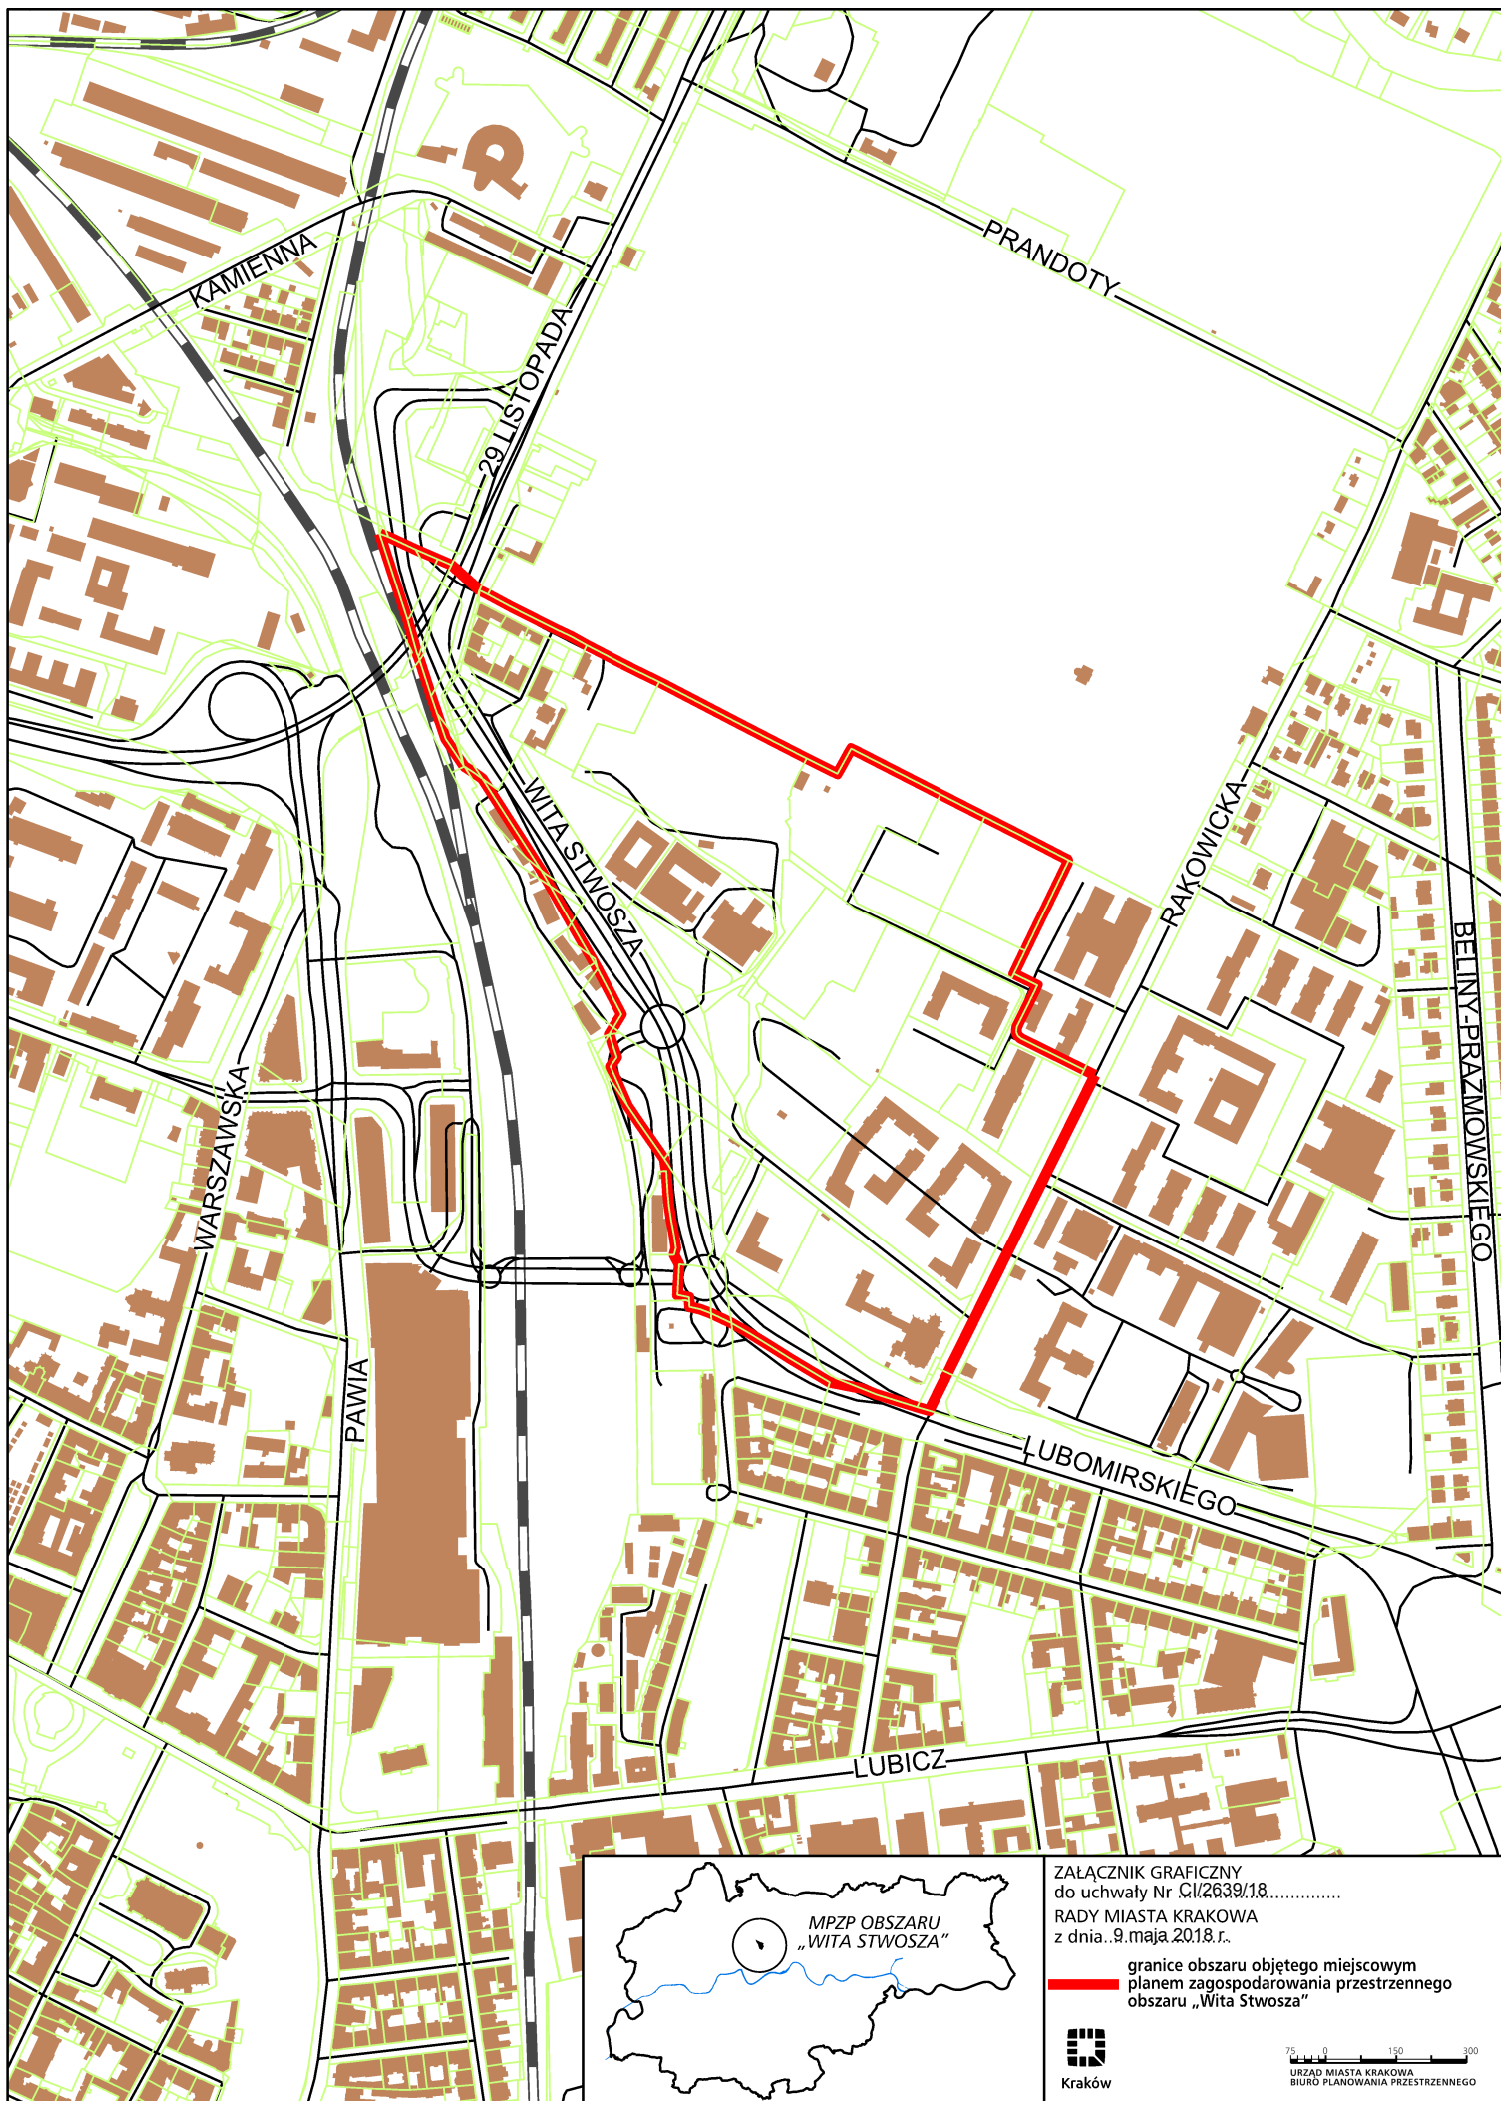 KAMIENNA
PRANDOTY
29 LISTOPADA
WITA STWOSZA
RAKOWICKA
BELINY-PRAŻMOWSKIEGO
WARSZAWSKA
PAWIA
LUBOMIRSKIEGO
LUBICZ
MPZP OBSZARU
„WITA STWOSZA”
ZAŁĄCZNIK GRAFICZNY
do uchwały Nr CI/2639/18..............
RADY MIASTA KRAKOWA
z dnia..9 maja 2018 r..
granice obszaru objętego miejscowym
planem zagospodarowania przestrzennego
obszaru „Wita Stwosza”
Kraków
75 0 150 300
URZĄD MIASTA KRAKOWA
BIURO PLANOWANIA PRZESTRZENNEGO